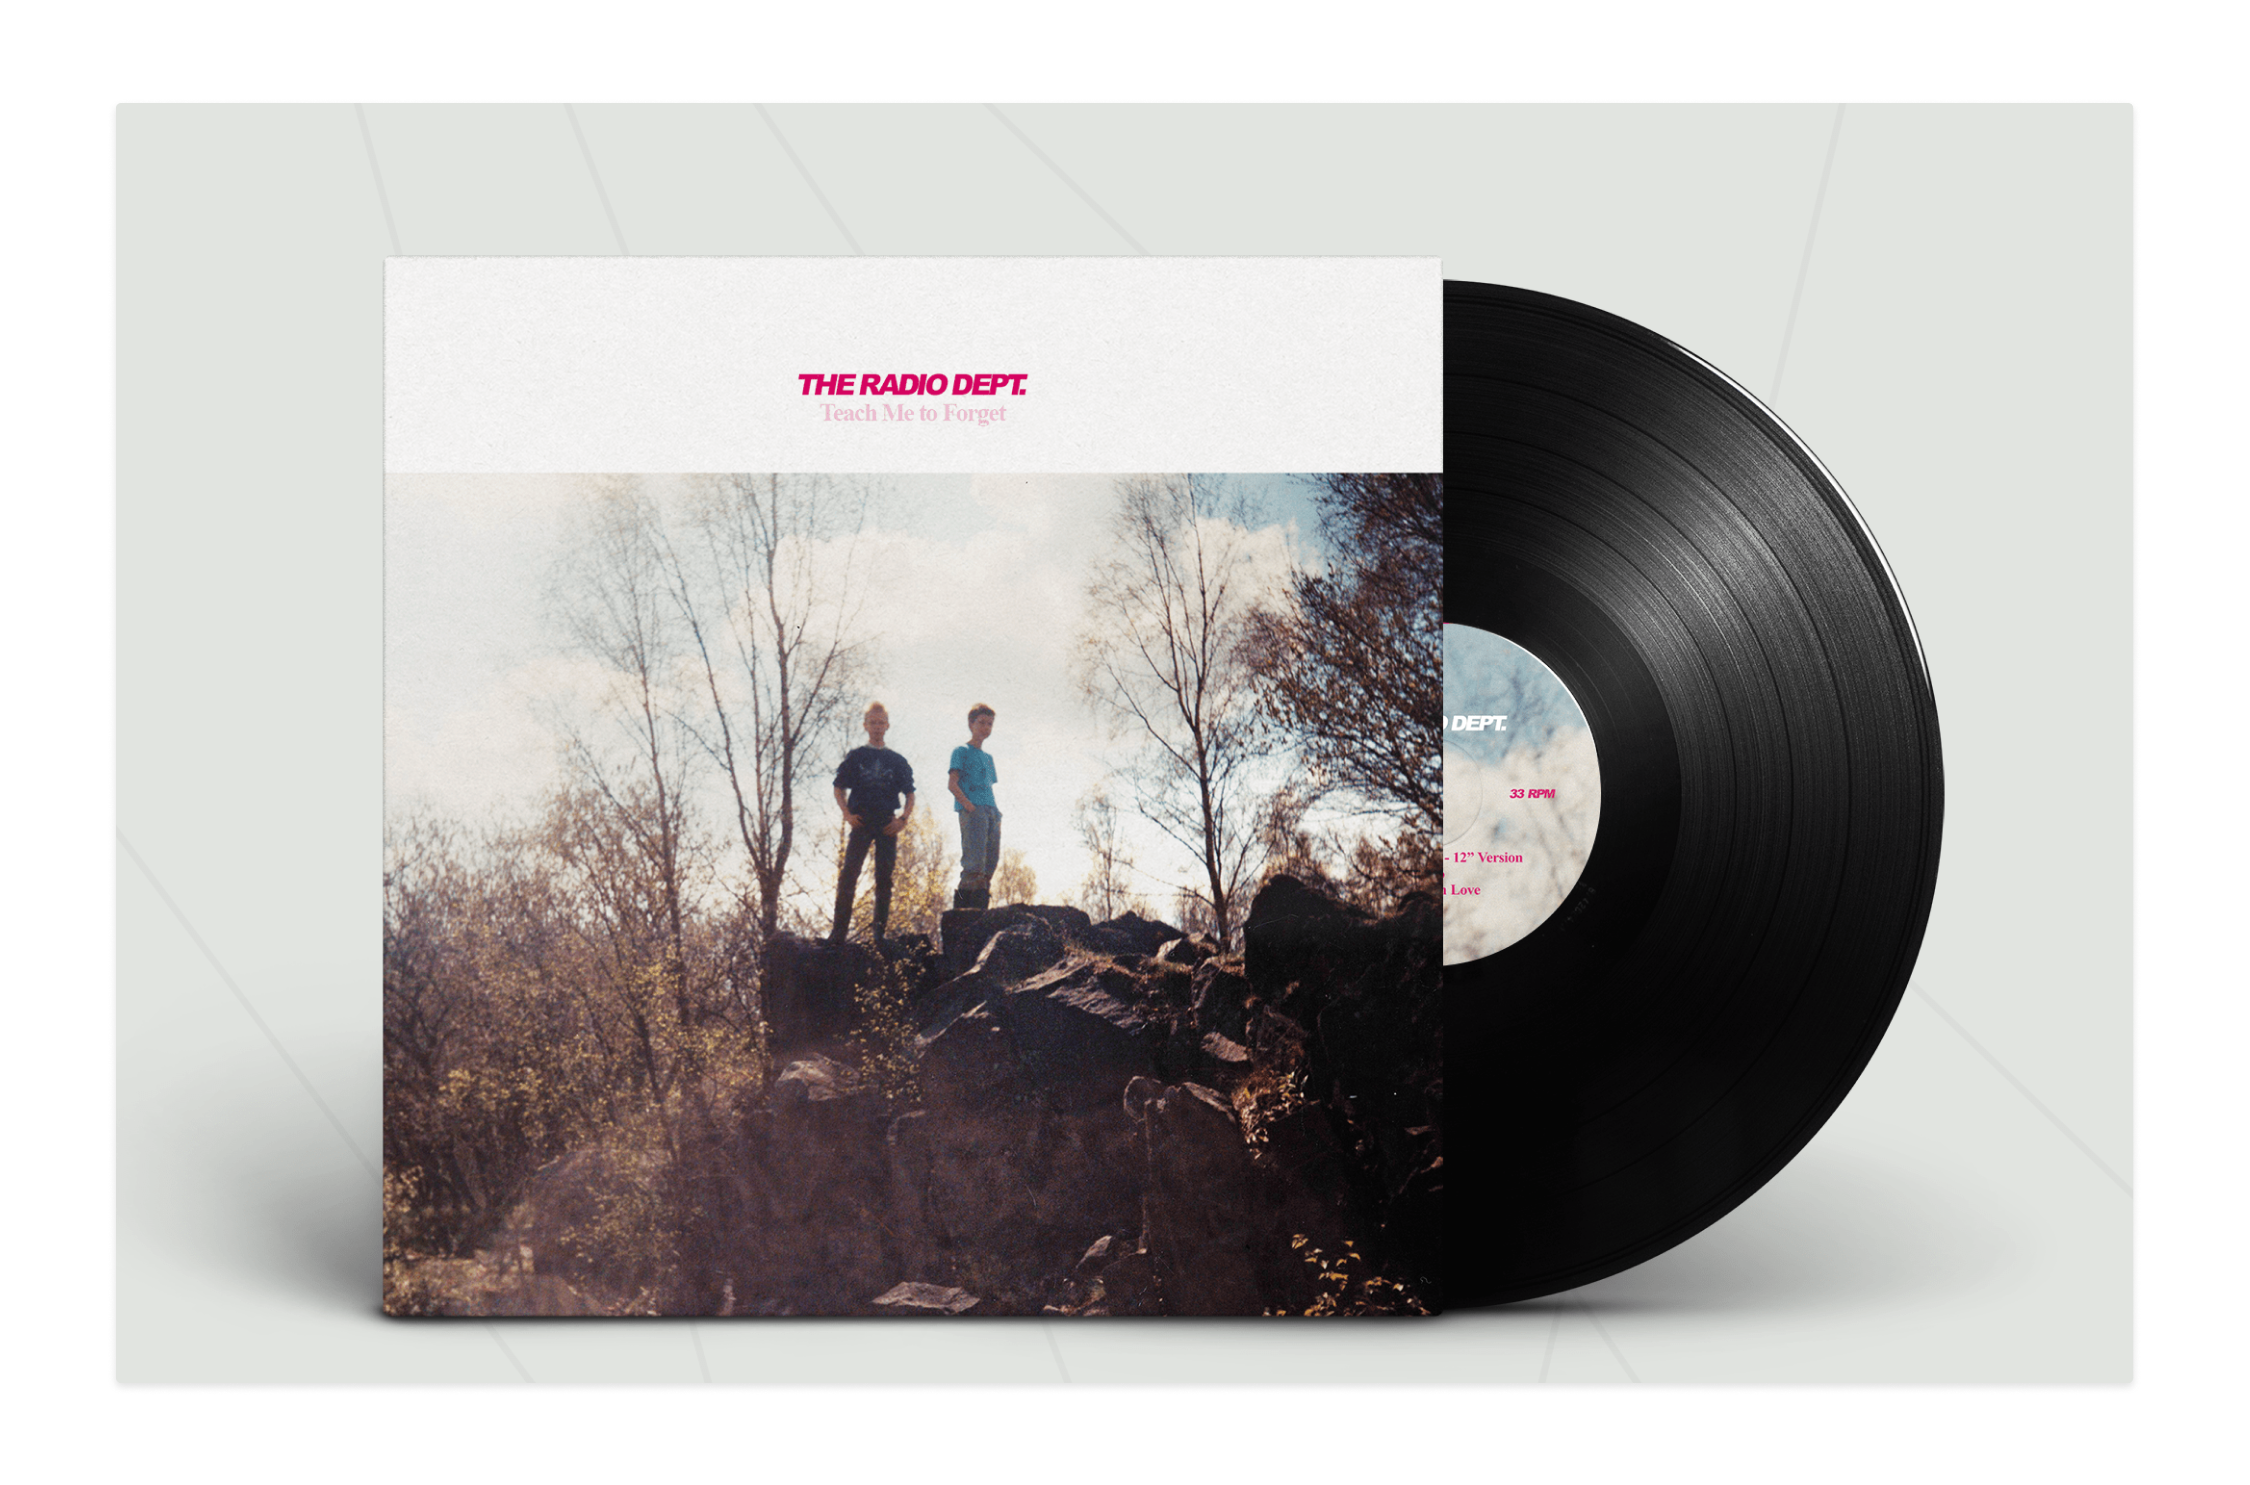 THE RADIO DEPT.
Teach Me to Forget
DEPT.
33 RPM
- 12” Version
Love